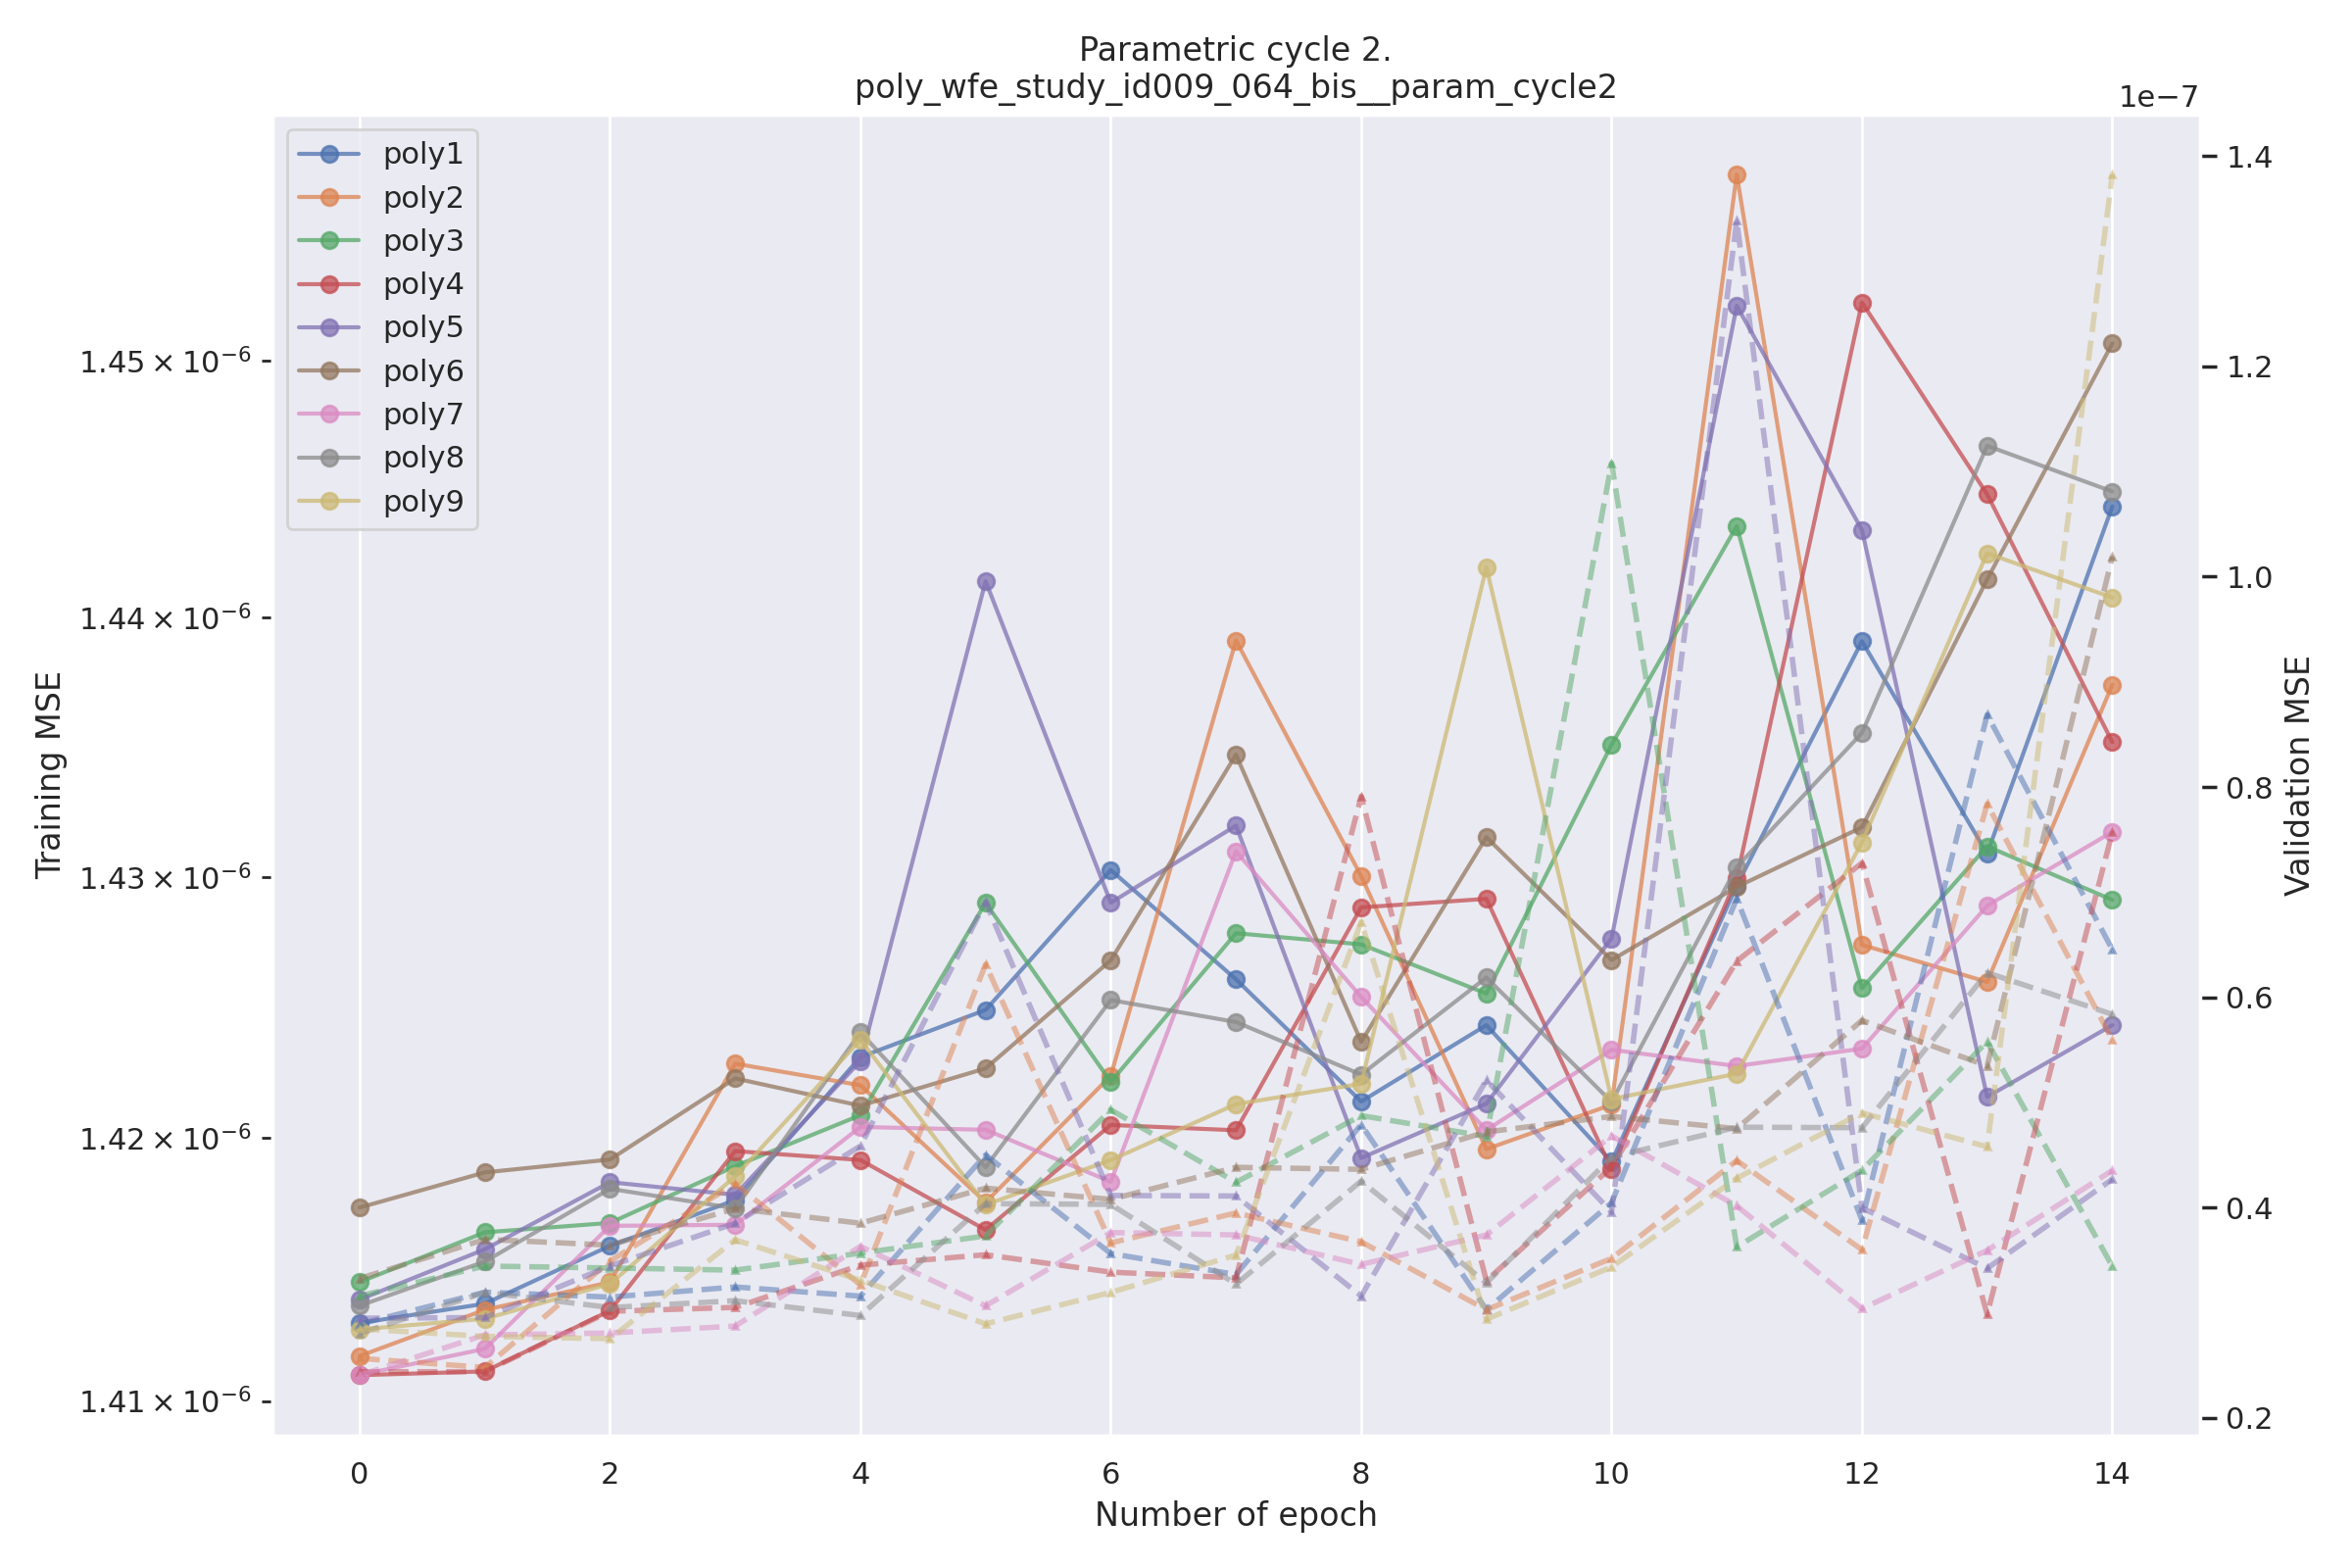 Parametric cycle 2.
poly_wfe_study_id009_064_bis__param_cycle2
1e−7
poly1
poly2
poly3
poly4
poly5
poly6
poly7
poly8
poly9
1.45 × 10⁻⁶
1.44 × 10⁻⁶
1.43 × 10⁻⁶
1.42 × 10⁻⁶
1.41 × 10⁻⁶
Training MSE
1.4
1.2
1.0
0.8
0.6
0.4
0.2
Validation MSE
0 2 4 6 8 10 12 14
Number of epoch